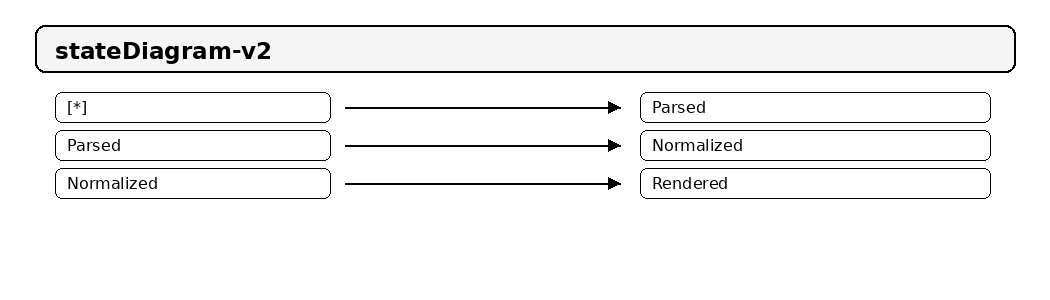 stateDiagram-v2
[*] Parsed
Parsed Normalized
Normalized Rendered